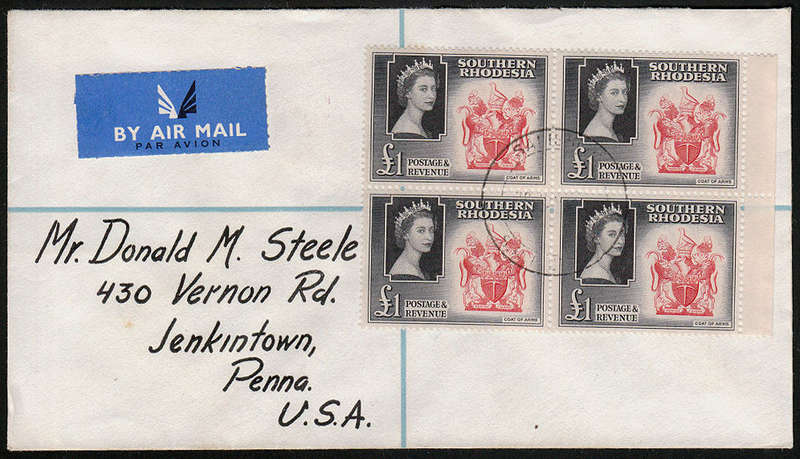 BY AIR MAIL
PAR AVION
SOUTHERN
RHODESIA
£1 POSTAGE &
REVENUE
COAT OF ARMS
SOUTHERN
RHODESIA
£1 POSTAGE &
REVENUE
COAT OF ARMS
SOUTHERN
RHODESIA
£1 POSTAGE &
REVENUE
COAT OF ARMS
SOUTHERN
RHODESIA
£1 POSTAGE &
REVENUE
COAT OF ARMS
Mr. Donald M. Steele
430 Vernon Rd.
Jenkintown,
Penna.
U.S.A.